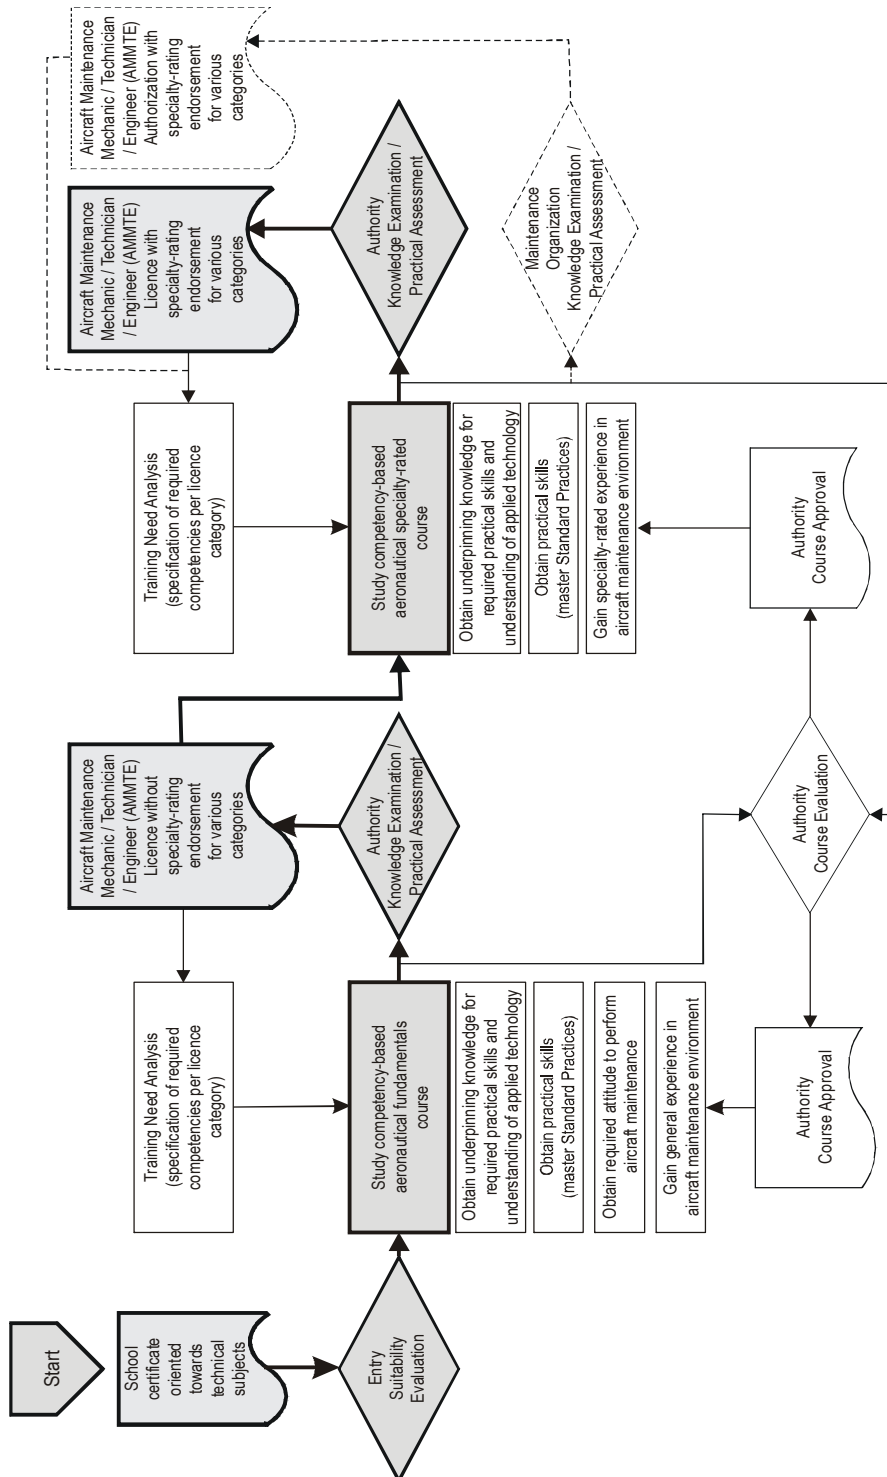 Start
School
certificate
oriented
towards
technical
subjects
Entry
Suitability
Evaluation
Training Need Analysis
(specification of required
competencies per licence
category)
Study competency-based
aeronautical fundamentals
course
Obtain underpinning knowledge for
required practical skills and
understanding of applied technology
Obtain practical skills
(master Standard Practices)
Obtain required attitude to perform
aircraft maintenance
Gain general experience in
aircraft maintenance environment
Authority
Course Approval
Aircraft Maintenance
Mechanic / Technician
/ Engineer (AMMTE)
Licence without
specialty-rating
endorsement
for various
categories
Authority
Knowledge Examination /
Practical Assessment
Authority
Course Evaluation
Training Need Analysis
(specification of required
competencies per licence
category)
Study competency-based
aeronautical specialty-rated
course
Obtain underpinning knowledge for
required practical skills and
understanding of applied technology
Obtain practical skills
(master Standard Practices)
Gain specialty-rated experience in
aircraft maintenance environment
Authority
Course Approval
Aircraft Maintenance
Mechanic / Technician
/ Engineer (AMMTE)
Licence with
specialty-rating
endorsement
for various
categories
Authority
Knowledge Examination /
Practical Assessment
Aircraft Maintenance
Mechanic / Technician
/ Engineer (AMMTE)
Authorization with
specialty-rating
endorsement
for various
categories
Maintenance
Organization
Knowledge Examination /
Practical Assessment